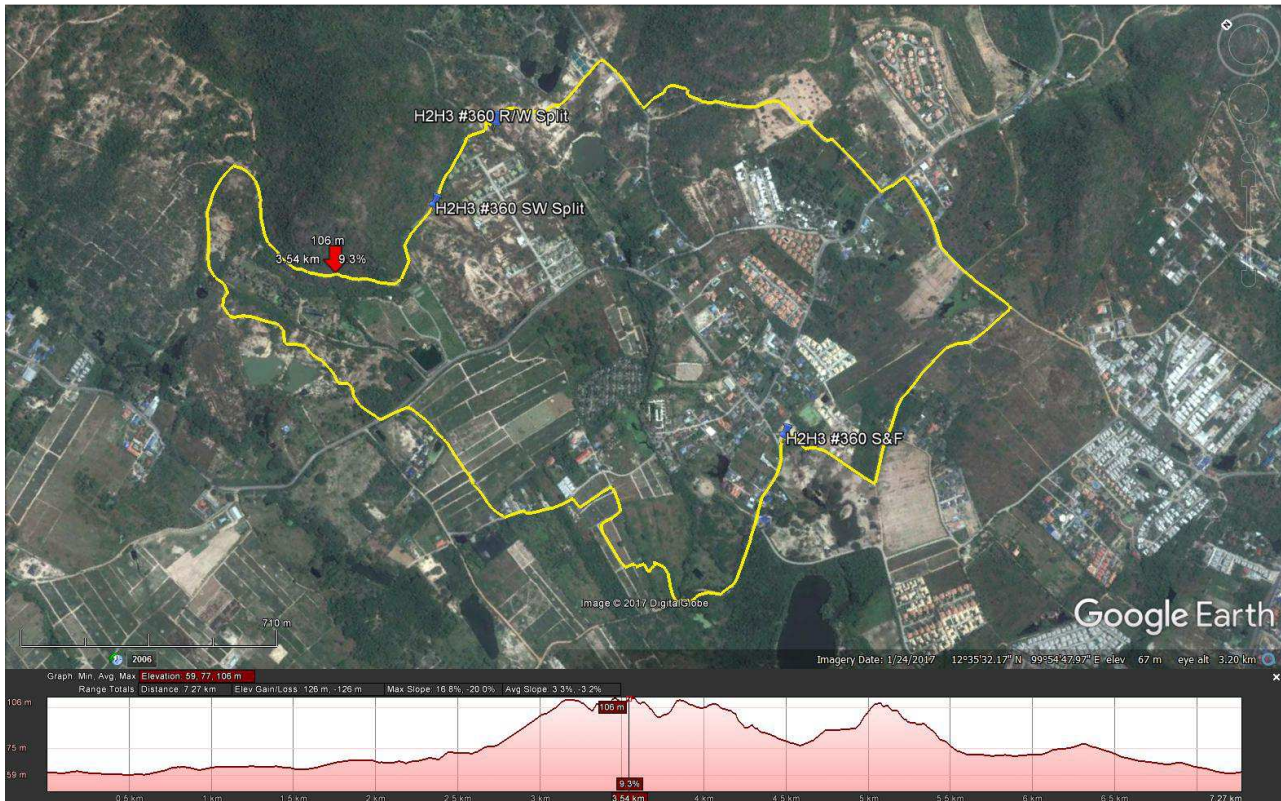 H2H3 #360 R/W Split
H2H3 #360 SW Split
106 m
3.54 km 9.3%
H2H3 #360 S&F
Image © 2017 DigitalGlobe
Google Earth
710 m
2006
Imagery Date: 1/24/2017 12°35'32.17" N 99°54'47.97" E elev 67 m eye alt 3.20 km
Graph: Min, Avg, Max Elevation: 59, 77, 106 m
Range Totals: Distance: 7.27 km Elev Gain/Loss: 126 m, -126 m Max Slope: 16.8%, -20.0% Avg Slope: 3.3%, -3.2%
106 m
106 m
75 m
59 m
9.3%
0.5 km 1 km 1.5 km 2 km 2.5 km 3 km 3.54 km 4 km 4.5 km 5 km 5.5 km 6 km 6.5 km 7.27 km